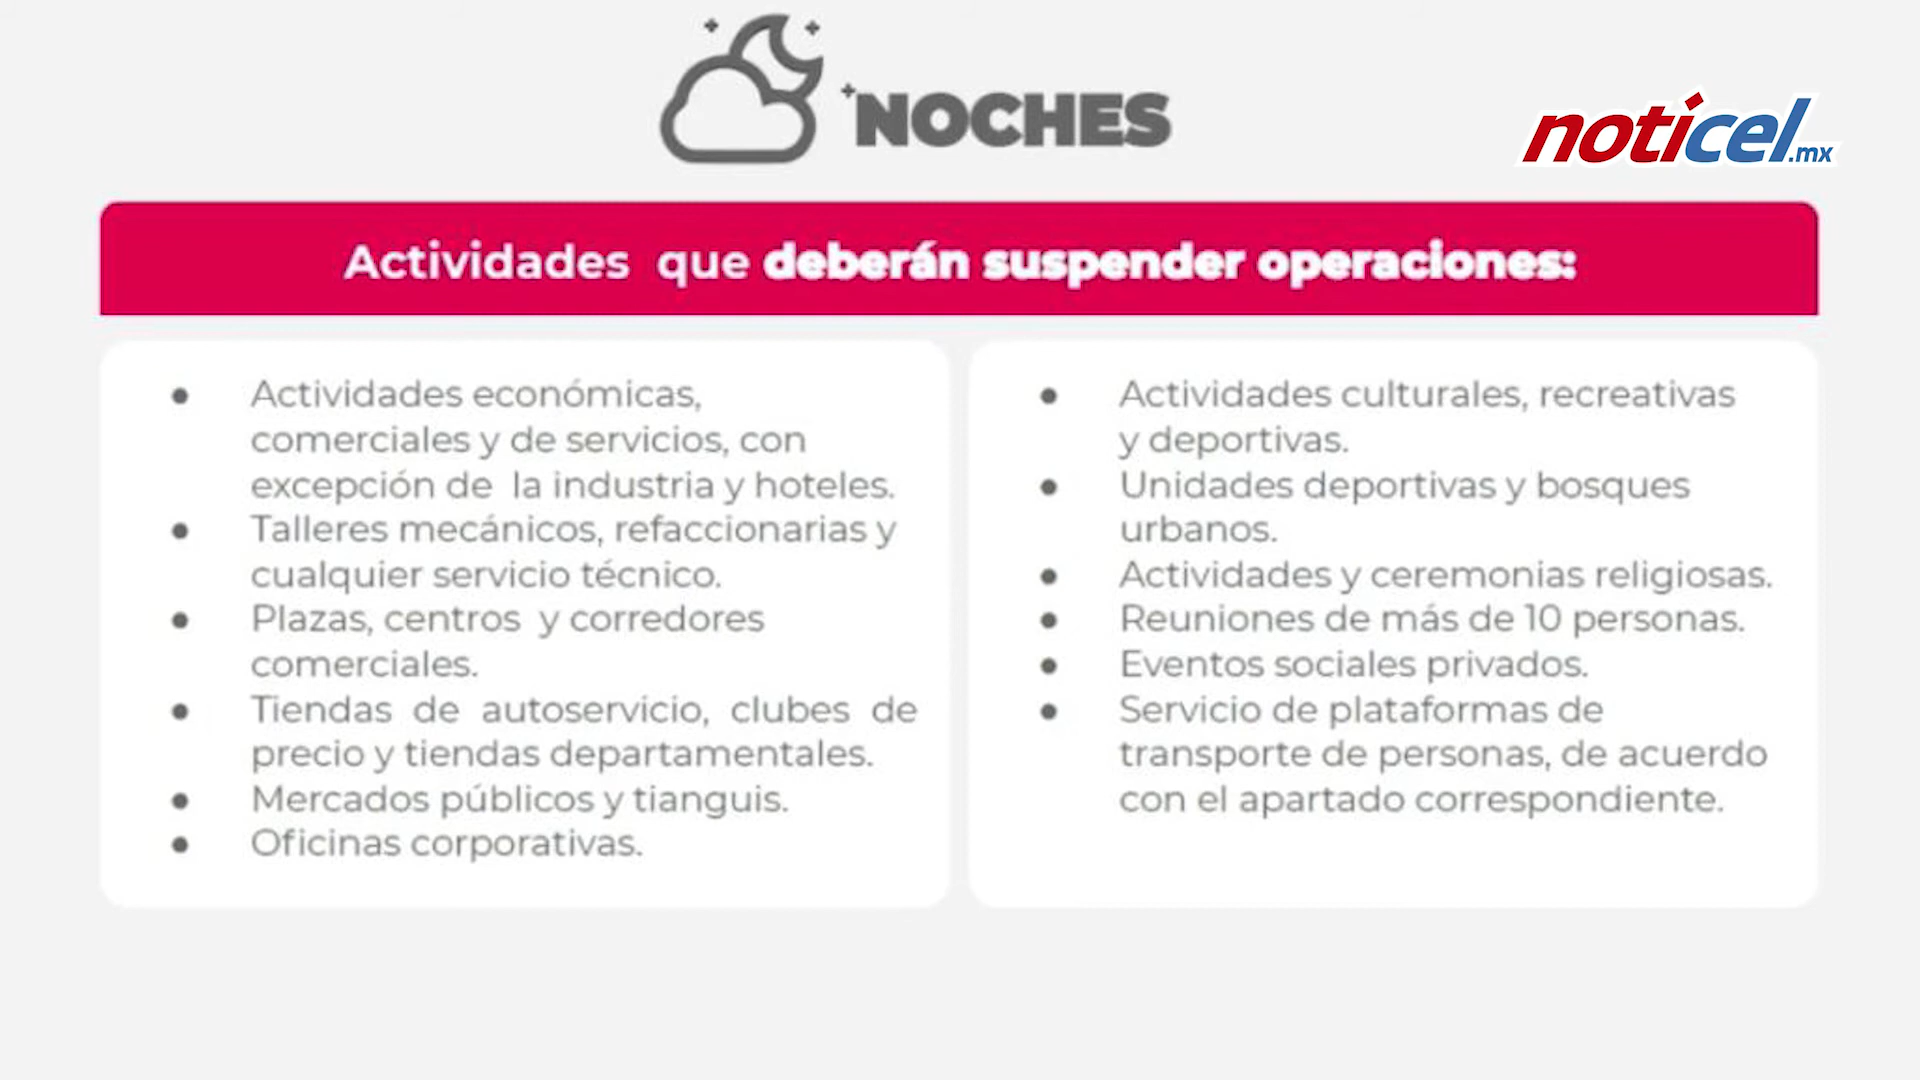 NOCHES
noticel.mx
Actividades que deberán suspender operaciones:
● Actividades económicas,
comerciales y de servicios, con
excepción de la industria y hoteles.
● Talleres mecánicos, refaccionarias y
cualquier servicio técnico.
● Plazas, centros y corredores
comerciales.
● Tiendas de autoservicio, clubes de
precio y tiendas departamentales.
● Mercados públicos y tianguis.
● Oficinas corporativas.
● Actividades culturales, recreativas
y deportivas.
● Unidades deportivas y bosques
urbanos.
● Actividades y ceremonias religiosas.
● Reuniones de más de 10 personas.
● Eventos sociales privados.
● Servicio de plataformas de
transporte de personas, de acuerdo
con el apartado correspondiente.